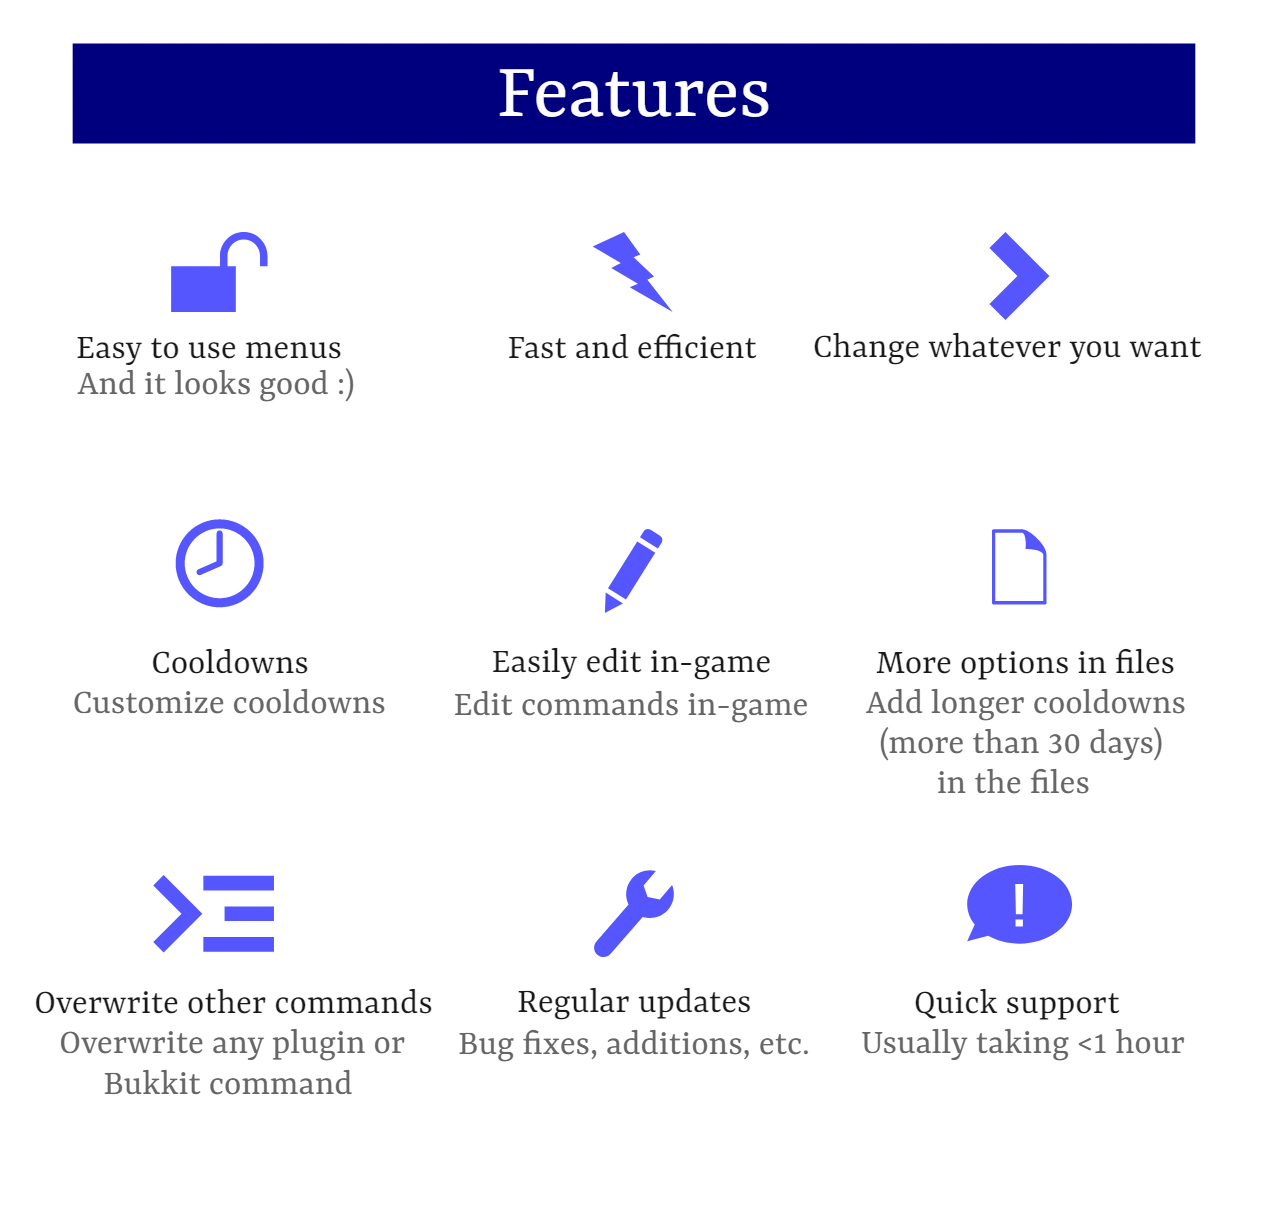 Features
Easy to use menus
And it looks good :)
Fast and efficient
Change whatever you want
Cooldowns
Customize cooldowns
Easily edit in-game
Edit commands in-game
More options in files
Add longer cooldowns
(more than 30 days)
in the files
Overwrite other commands
Overwrite any plugin or
Bukkit command
Regular updates
Bug fixes, additions, etc.
Quick support
Usually taking <1 hour